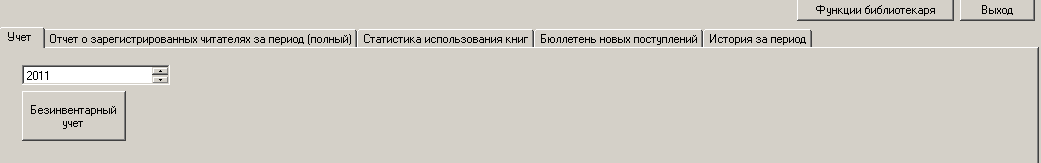 Функции библиотекаря Выход
Учет Отчет о зарегистрированных читателях за период (полный) Статистика использования книг Бюллетень новых поступлений История за период
2011
Безинвентарный
учет